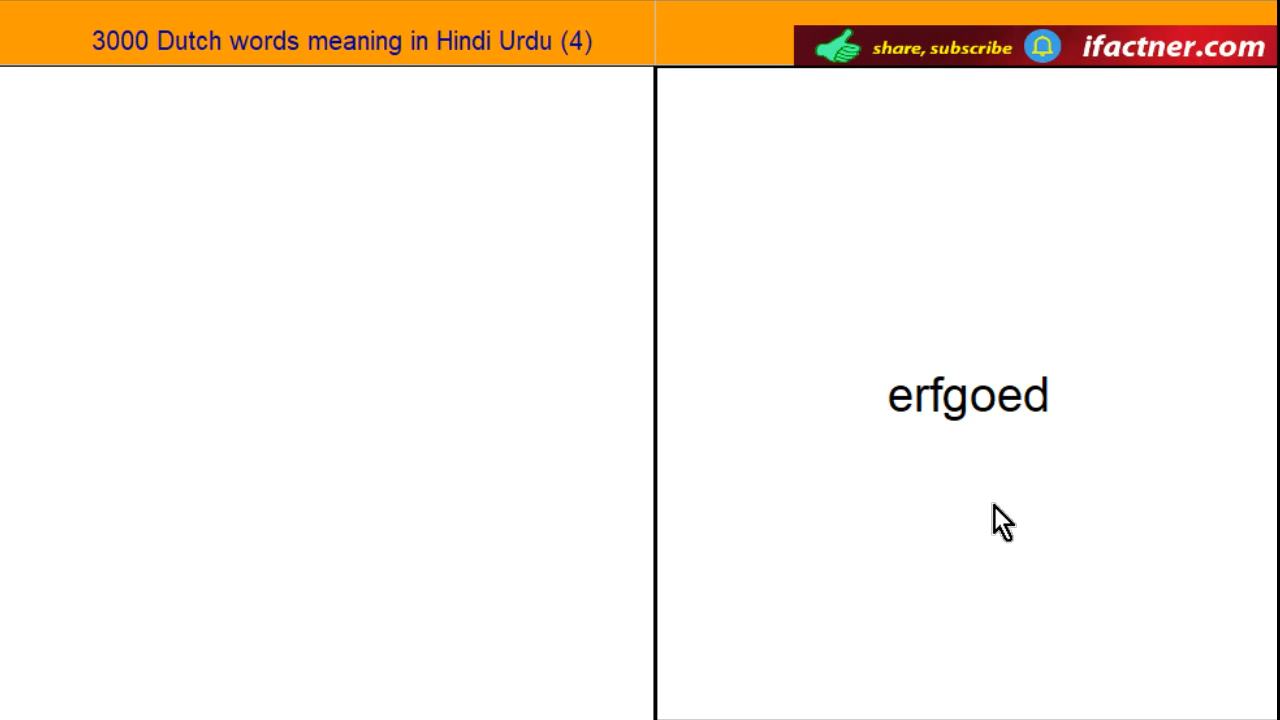 3000 Dutch words meaning in Hindi Urdu (4)
share, subscribe
ifactner.com
erfgoed